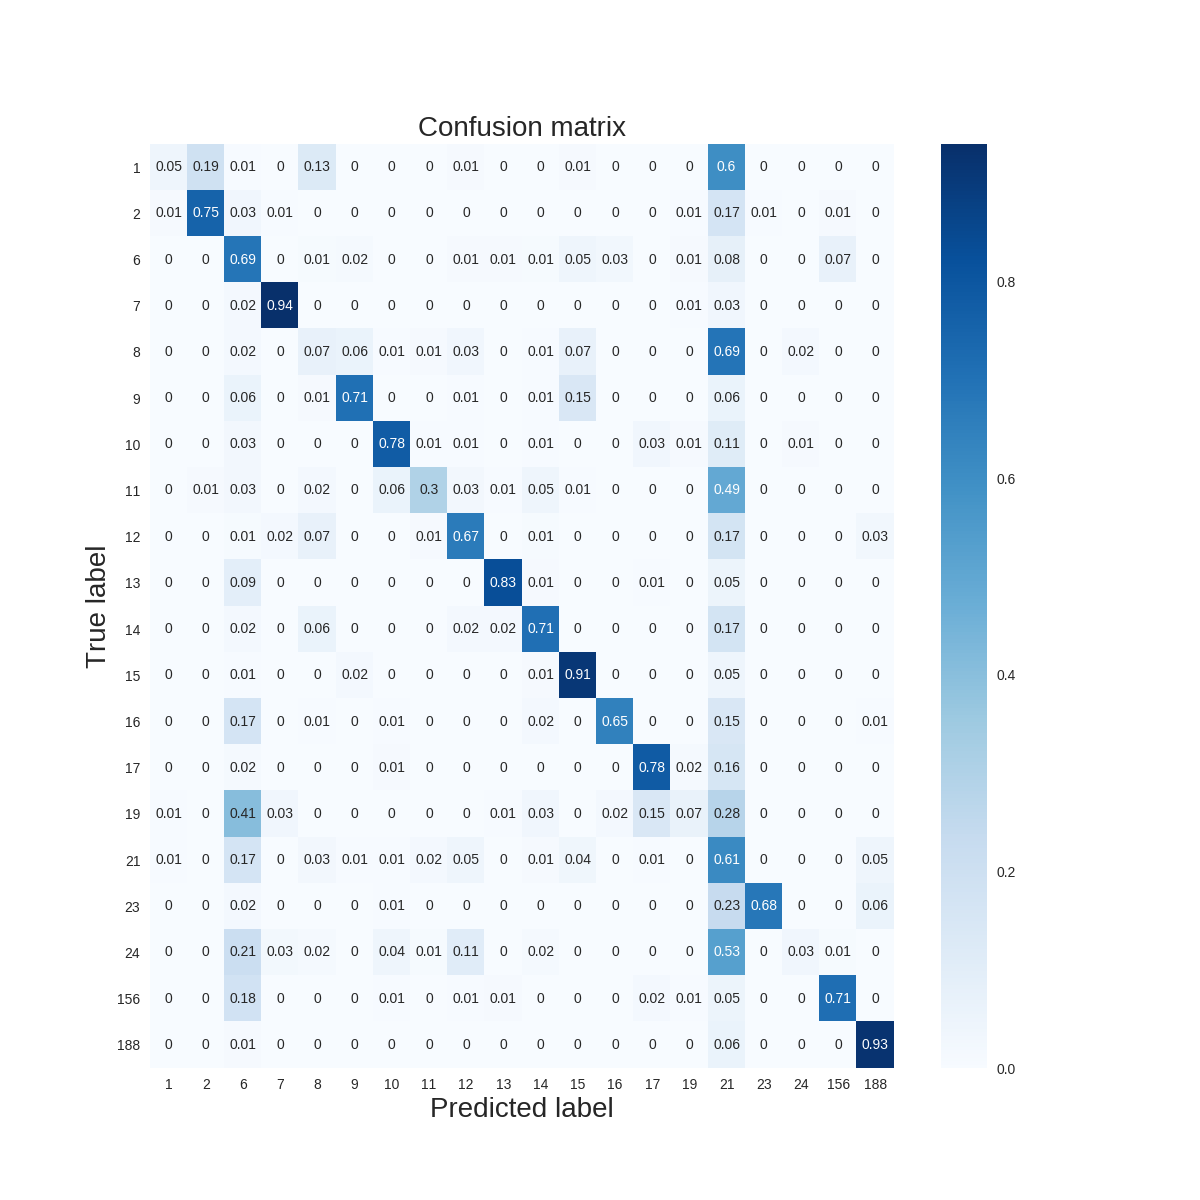 Confusion matrix
1 0.05 0.19 0.01 0 0.13 0 0 0 0.01 0 0 0.01 0 0 0 0.6 0 0 0 0
2 0.01 0.75 0.03 0.01 0 0 0 0 0 0 0 0 0 0 0.01 0.17 0.01 0 0.01 0
6 0 0 0.69 0 0.01 0.02 0 0 0.01 0.01 0.01 0.05 0.03 0 0.01 0.08 0 0 0.07 0
0.8
7 0 0 0.02 0.94 0 0 0 0 0 0 0 0 0 0 0.01 0.03 0 0 0 0
8 0 0 0.02 0 0.07 0.06 0.01 0.01 0.03 0 0.01 0.07 0 0 0 0.69 0 0.02 0 0
9 0 0 0.06 0 0.01 0.71 0 0 0.01 0 0.01 0.15 0 0 0 0.06 0 0 0 0
10 0 0 0.03 0 0 0 0.78 0.01 0.01 0 0.01 0 0 0.03 0.01 0.11 0 0.01 0 0
0.6
11 0 0.01 0.03 0 0.02 0 0.06 0.3 0.03 0.01 0.05 0.01 0 0 0 0.49 0 0 0 0
12 0 0 0.01 0.02 0.07 0 0 0.01 0.67 0 0.01 0 0 0 0 0.17 0 0 0 0.03
13 0 0 0.09 0 0 0 0 0 0 0.83 0.01 0 0 0.01 0 0.05 0 0 0 0
True label
14 0 0 0.02 0 0.06 0 0 0 0.02 0.02 0.71 0 0 0 0 0.17 0 0 0 0
15 0 0 0.01 0 0 0.02 0 0 0 0 0.01 0.91 0 0 0 0.05 0 0 0 0
0.4
16 0 0 0.17 0 0.01 0 0.01 0 0 0 0.02 0 0.65 0 0 0.15 0 0 0 0.01
17 0 0 0.02 0 0 0 0.01 0 0 0 0 0 0 0.78 0.02 0.16 0 0 0 0
19 0.01 0 0.41 0.03 0 0 0 0 0 0.01 0.03 0 0.02 0.15 0.07 0.28 0 0 0 0
21 0.01 0 0.17 0 0.03 0.01 0.01 0.02 0.05 0 0.01 0.04 0 0.01 0 0.61 0 0 0 0.05
0.2
23 0 0 0.02 0 0 0 0.01 0 0 0 0 0 0 0 0 0.23 0.68 0 0 0.06
24 0 0 0.21 0.03 0.02 0 0.04 0.01 0.11 0 0.02 0 0 0 0 0.53 0 0.03 0.01 0
156 0 0 0.18 0 0 0 0.01 0 0.01 0.01 0 0 0 0.02 0.01 0.05 0 0 0.71 0
188 0 0 0.01 0 0 0 0 0 0 0 0 0 0 0 0 0.06 0 0 0 0.93
0.0
1 2 6 7 8 9 10 11 12 13 14 15 16 17 19 21 23 24 156 188
Predicted label